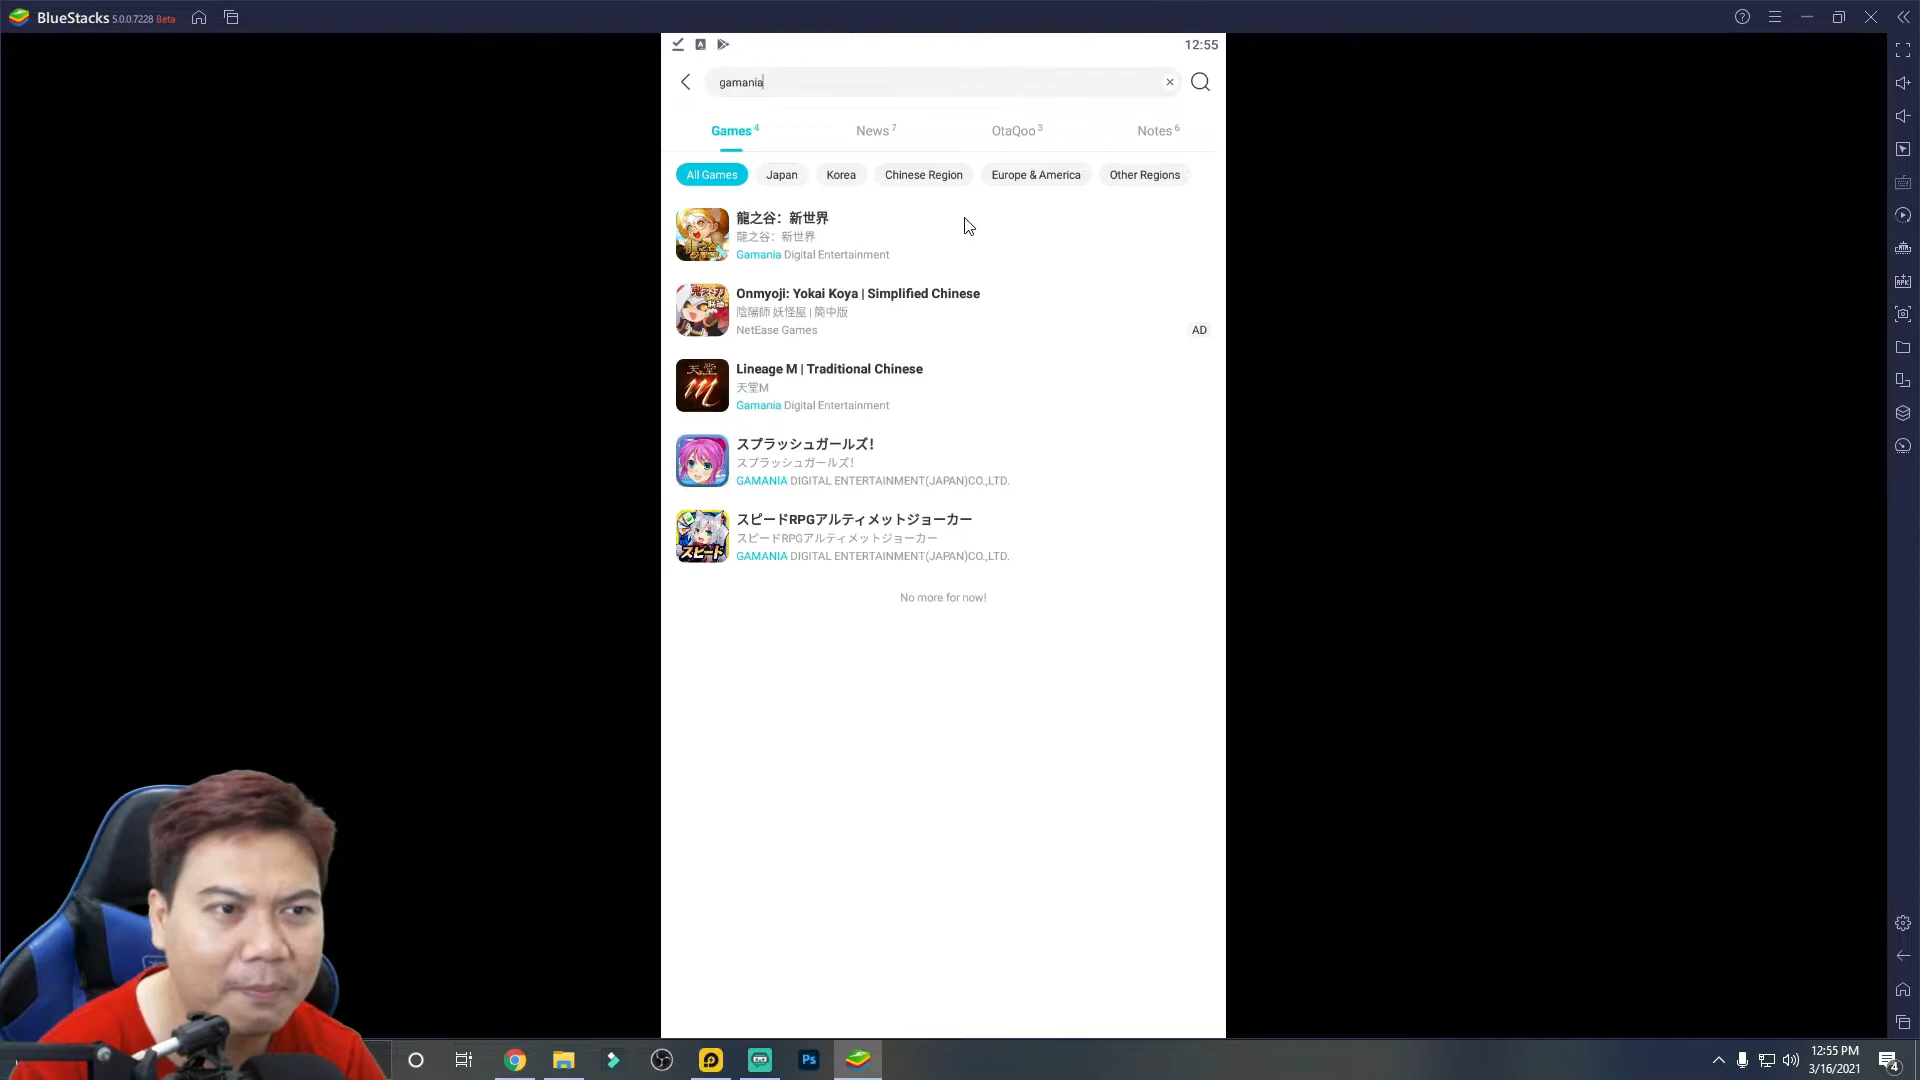 BlueStacks 5.0.0.7228 Beta
12:55
gamania
Games 4
News 7
OtaQoo 3
Notes 6
All Games
Japan
Korea
Chinese Region
Europe & America
Other Regions
龍之谷：新世界
龍之谷：新世界
Gamania Digital Entertainment
Onmyoji: Yokai Koya | Simplified Chinese
陰陽師 妖怪屋 | 簡中版
NetEase Games
AD
Lineage M | Traditional Chinese
天堂M
Gamania Digital Entertainment
スプラッシュガールズ！
スプラッシュガールズ！
GAMANIA DIGITAL ENTERTAINMENT(JAPAN)CO.,LTD.
スピードRPGアルティメットジョーカー
スピードRPGアルティメットジョーカー
GAMANIA DIGITAL ENTERTAINMENT(JAPAN)CO.,LTD.
スピード
No more for now!
Ps
12:55 PM
3/16/2021
4